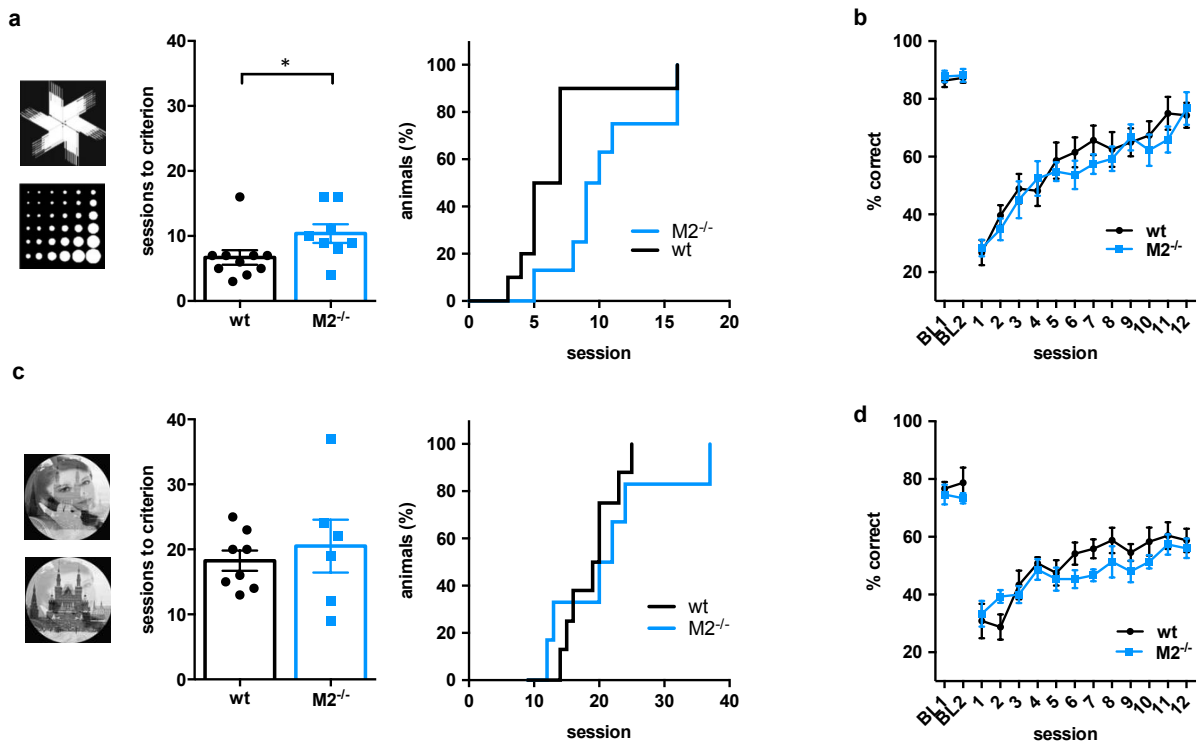 a
sessions to criterion
40
30
20
10
0
*
wt
M2-/-
animals (%)
100
80
60
40
20
0
M2-/-
wt
0
5
10
15
20
session
b
% correct
100
80
60
40
20
wt
M2-/-
BL1
BL2
1
2
3
4
5
6
7
8
9
10
11
12
session
c
sessions to criterion
40
30
20
10
0
wt
M2-/-
animals (%)
100
80
60
40
20
0
wt
M2-/-
0
10
20
30
40
session
d
% correct
100
80
60
40
20
wt
M2-/-
BL1
BL2
1
2
3
4
5
6
7
8
9
10
11
12
session